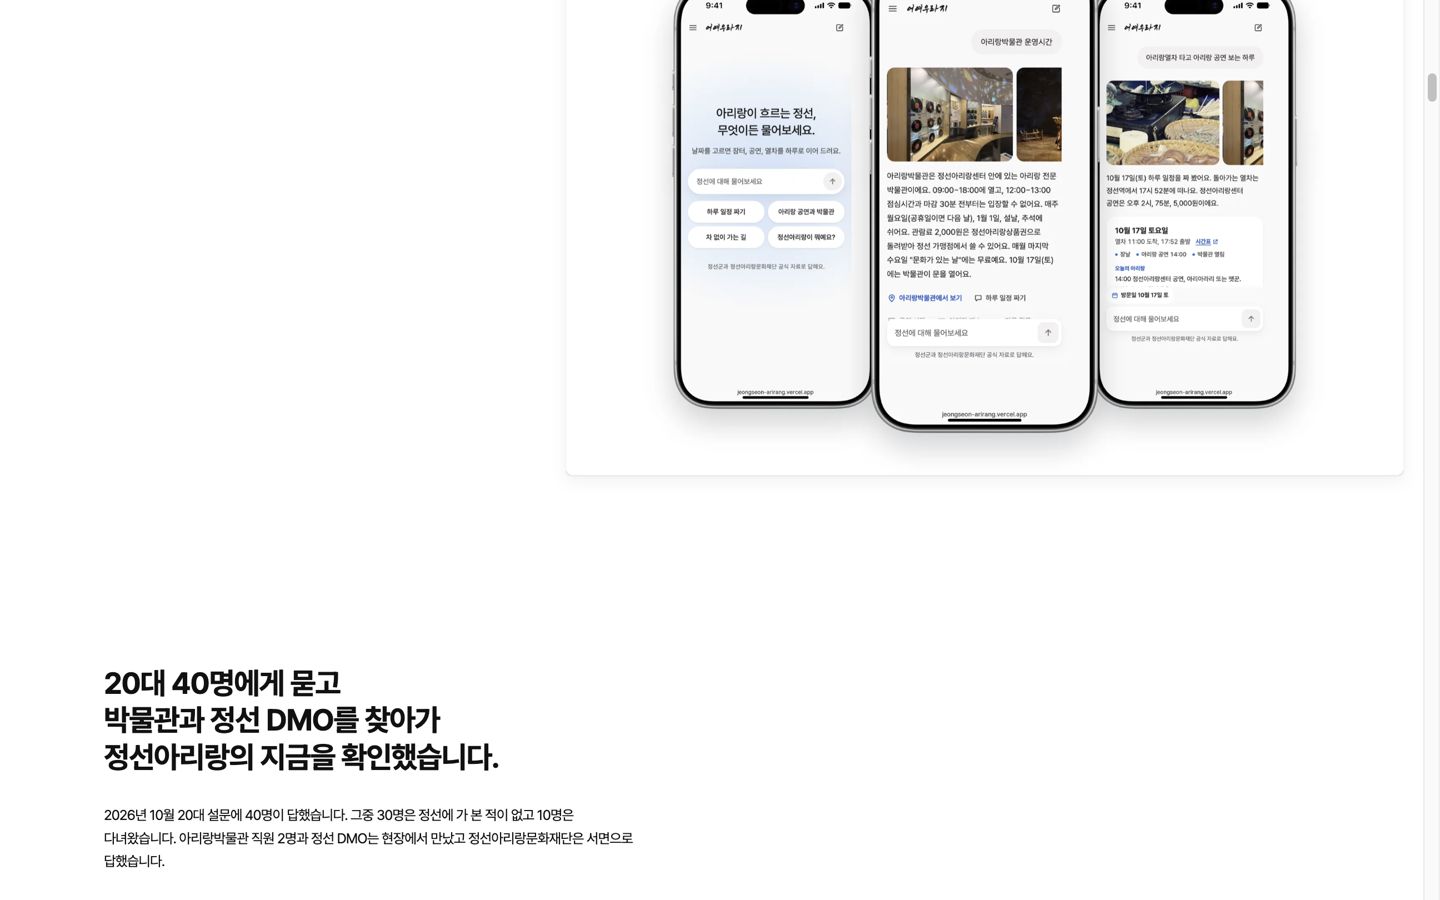 9:41
어여우라지
아리랑이 흐르는 정선,
무엇이든 물어보세요.
날짜를 고르면 장터, 공연, 열차를 하루로 이어 드려요.
정선에 대해 물어보세요
하루 일정 짜기
아리랑 공연과 박물관
차 없이 가는 길
정선아리랑이 뭐예요?
정선군과 정선아리랑문화재단 공식 자료로 답해요.
jeongseon-arirang.vercel.app
어여우라지
아리랑박물관 운영시간
아리랑박물관은 정선아리랑센터 안에 있는 아리랑 전문
박물관이에요. 09:00–18:00에 열고, 12:00–13:00
점심시간과 마감 30분 전부터는 입장할 수 없어요. 매주
월요일(공휴일이면 다음 날), 1월 1일, 설날, 추석에
쉬어요. 관람료 2,000원은 정선아리랑상품권으로
돌려받아 정선 가맹점에서 쓸 수 있어요. 매월 마지막
수요일 "문화가 있는 날"에는 무료예요. 10월 17일(토)
에는 박물관이 문을 열어요.
아리랑박물관에서 보기
하루 일정 짜기
정선에 대해 물어보세요
정선군과 정선아리랑문화재단 공식 자료로 답해요.
jeongseon-arirang.vercel.app
9:41
어여우라지
아리랑열차 타고 아리랑 공연 보는 하루
10월 17일(토) 하루 일정을 짜 봤어요. 돌아가는 열차는
정선역에서 17시 52분에 떠나요. 정선아리랑센터
공연은 오후 2시, 75분, 5,000원이에요.
10월 17일 토요일
열차 11:00 도착, 17:52 출발 시간표
• 장날 • 아리랑 공연 14:00 • 박물관 열림
오늘의 아리랑
14:00 정선아리랑센터 공연, 아리아라리 또는 뗏꾼.
방문일 10월 17일 토
정선에 대해 물어보세요
정선군과 정선아리랑문화재단 공식 자료로 답해요.
jeongseon-arirang.vercel.app
20대 40명에게 묻고
박물관과 정선 DMO를 찾아가
정선아리랑의 지금을 확인했습니다.
2026년 10월 20대 설문에 40명이 답했습니다. 그중 30명은 정선에 가 본 적이 없고 10명은
다녀왔습니다. 아리랑박물관 직원 2명과 정선 DMO는 현장에서 만났고 정선아리랑문화재단은 서면으로
답했습니다.